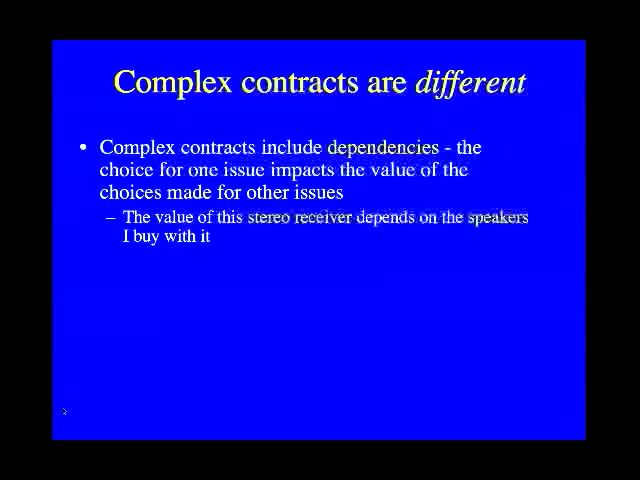 Complex contracts are different
• Complex contracts include dependencies - the
choice for one issue impacts the value of the
choices made for other issues
– The value of this stereo receiver depends on the speakers
I buy with it